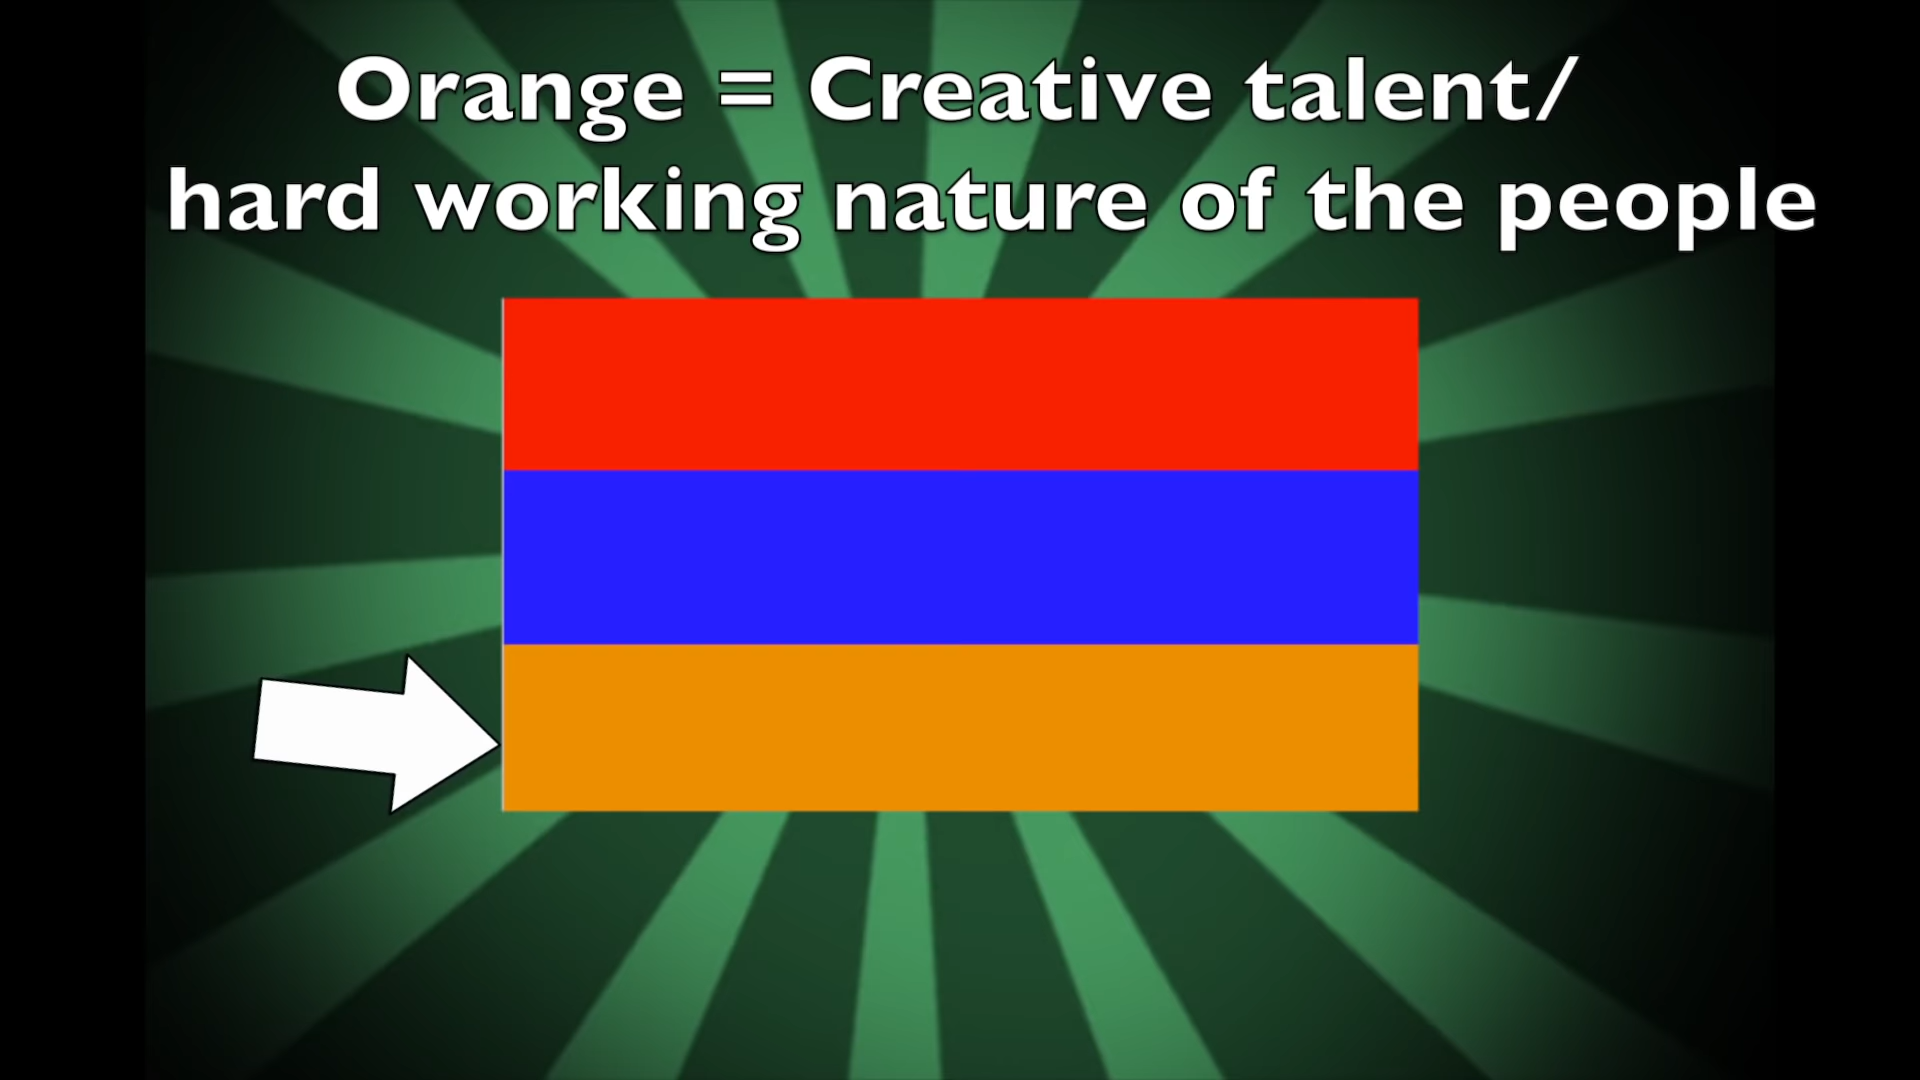 Orange = Creative talent/
hard working nature of the people